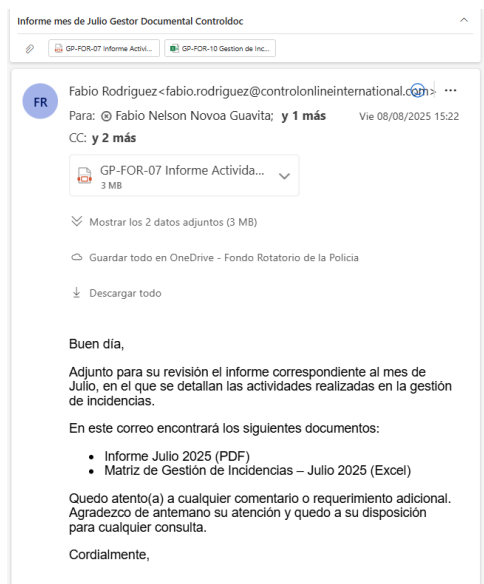 Informe mes de Julio Gestor Documental Controldoc
GP-FOR-07 Informe Activi...
GP-FOR-10 Gestion de Inc...
FR
Fabio Rodriguez<fabio.rodriguez@controlonlineinternational.com>
Para: Fabio Nelson Novoa Guavita; y 1 más
Vie 08/08/2025 15:22
CC: y 2 más
GP-FOR-07 Informe Activida...
3 MB
Mostrar los 2 datos adjuntos (3 MB)
Guardar todo en OneDrive - Fondo Rotatorio de la Policia
Descargar todo
Buen día,
Adjunto para su revisión el informe correspondiente al mes de
Julio, en el que se detallan las actividades realizadas en la gestión
de incidencias.
En este correo encontrará los siguientes documentos:
• Informe Julio 2025 (PDF)
• Matriz de Gestión de Incidencias – Julio 2025 (Excel)
Quedo atento(a) a cualquier comentario o requerimiento adicional.
Agradezco de antemano su atención y quedo a su disposición
para cualquier consulta.
Cordialmente,